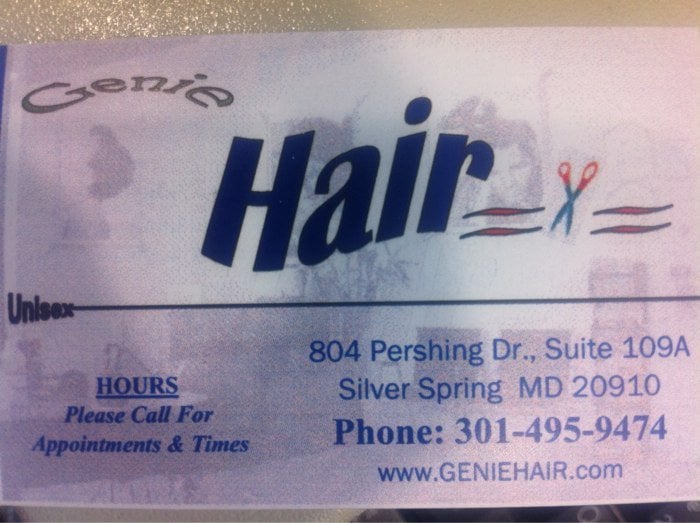 Genie
Hair
Unisex
804 Pershing Dr., Suite 109A
Silver Spring MD 20910
Phone: 301-495-9474
www.GENIEHAIR.com
HOURS
Please Call For
Appointments & Times